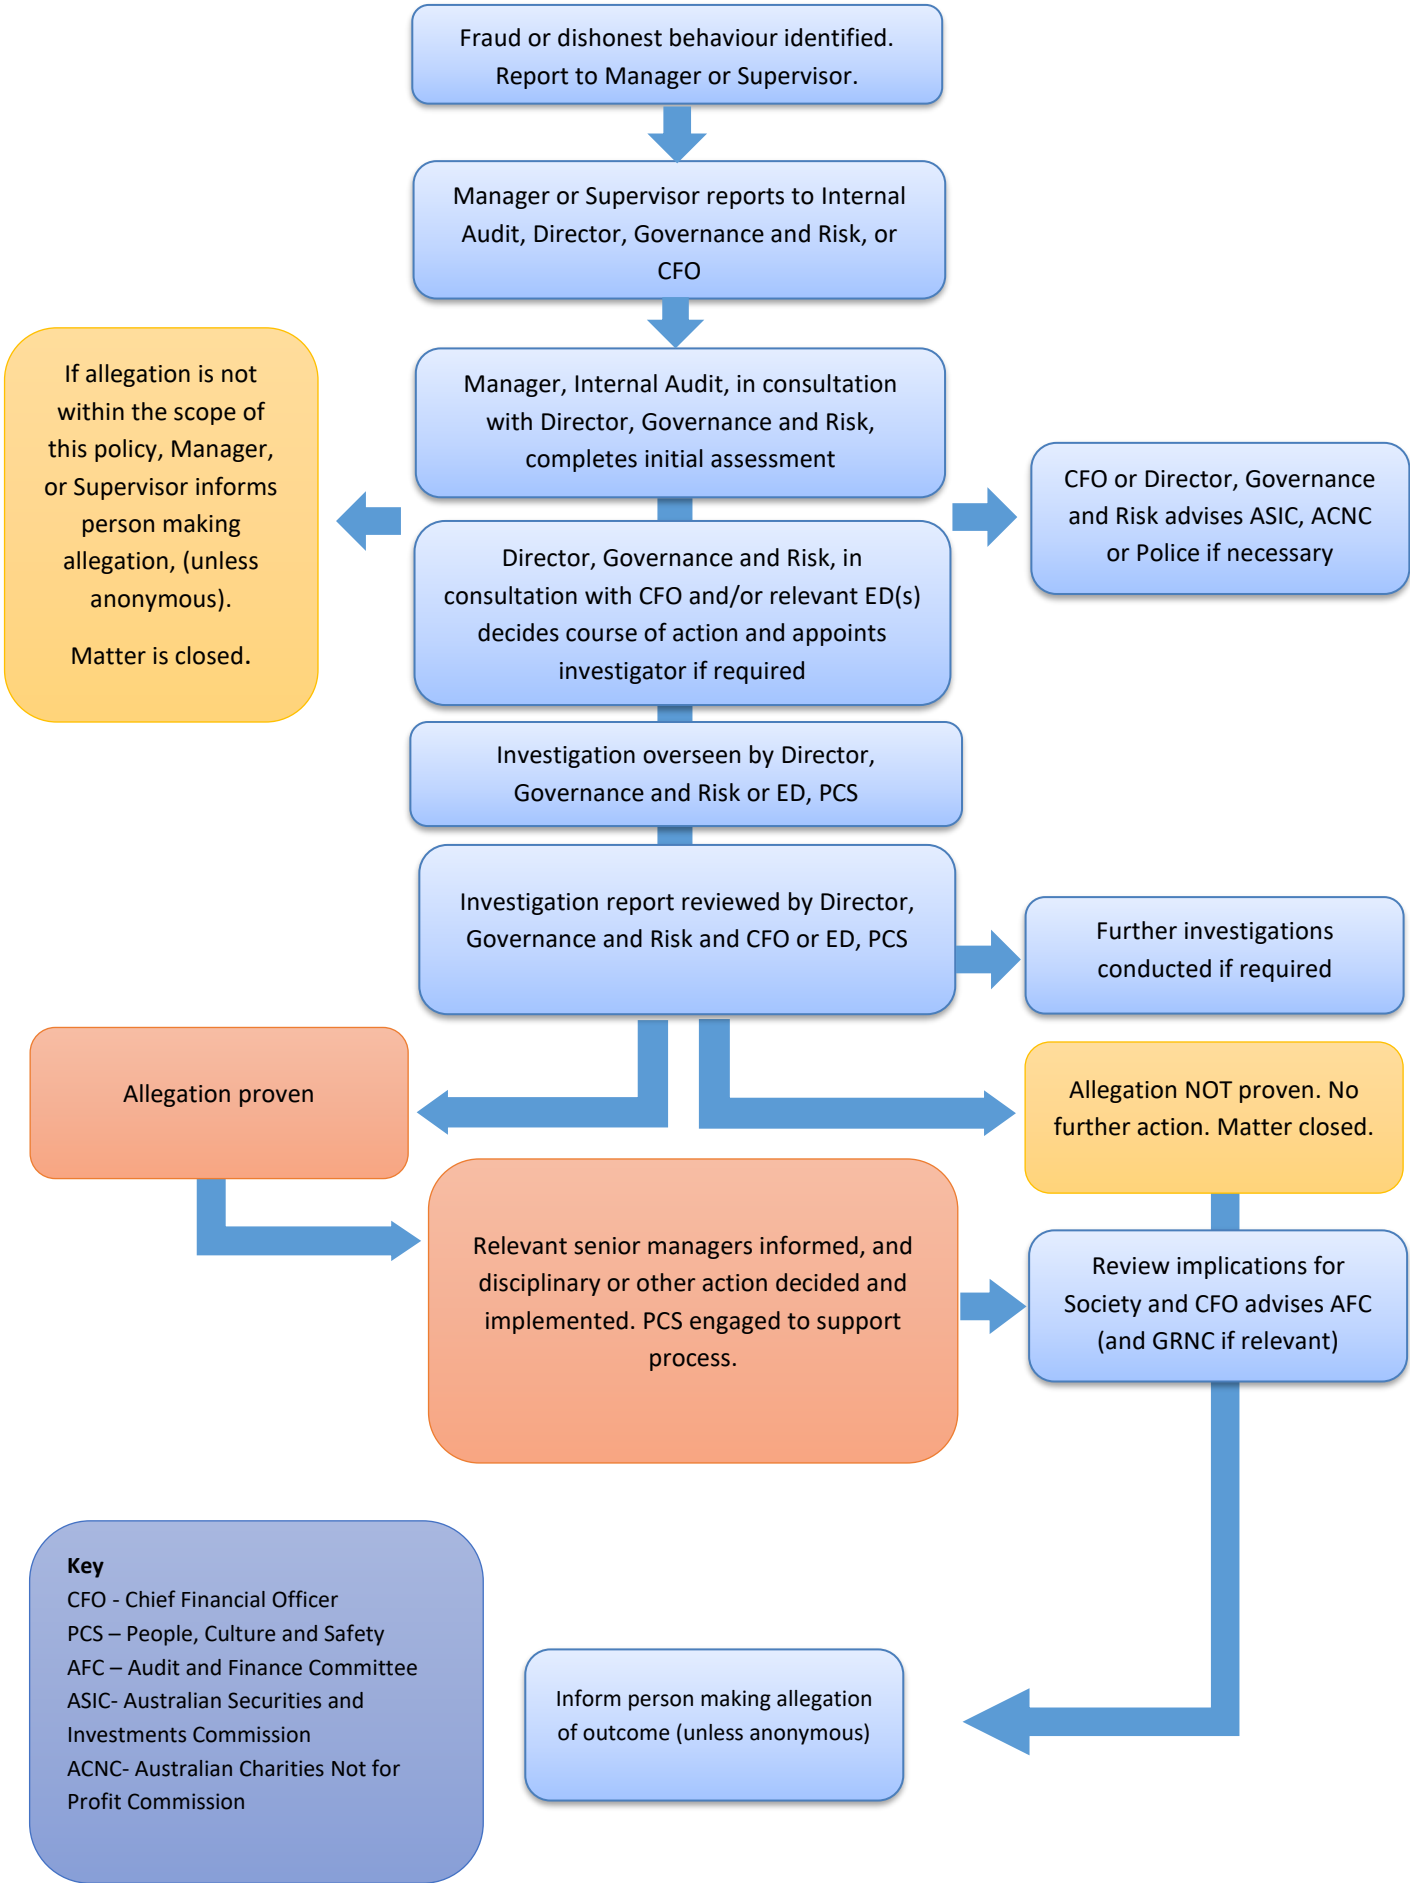 Fraud or dishonest behaviour identified.
Report to Manager or Supervisor.
Manager or Supervisor reports to Internal
Audit, Director, Governance and Risk, or
CFO
If allegation is not
within the scope of
this policy, Manager,
or Supervisor informs
person making
allegation, (unless
anonymous).
Matter is closed.
Manager, Internal Audit, in consultation
with Director, Governance and Risk,
completes initial assessment
CFO or Director, Governance
and Risk advises ASIC, ACNC
or Police if necessary
Director, Governance and Risk, in
consultation with CFO and/or relevant ED(s)
decides course of action and appoints
investigator if required
Investigation overseen by Director,
Governance and Risk or ED, PCS
Investigation report reviewed by Director,
Governance and Risk and CFO or ED, PCS
Further investigations
conducted if required
Allegation proven
Allegation NOT proven. No
further action. Matter closed.
Relevant senior managers informed, and
disciplinary or other action decided and
implemented. PCS engaged to support
process.
Review implications for
Society and CFO advises AFC
(and GRNC if relevant)
Key
CFO - Chief Financial Officer
PCS – People, Culture and Safety
AFC – Audit and Finance Committee
ASIC- Australian Securities and
Investments Commission
ACNC- Australian Charities Not for
Profit Commission
Inform person making allegation
of outcome (unless anonymous)